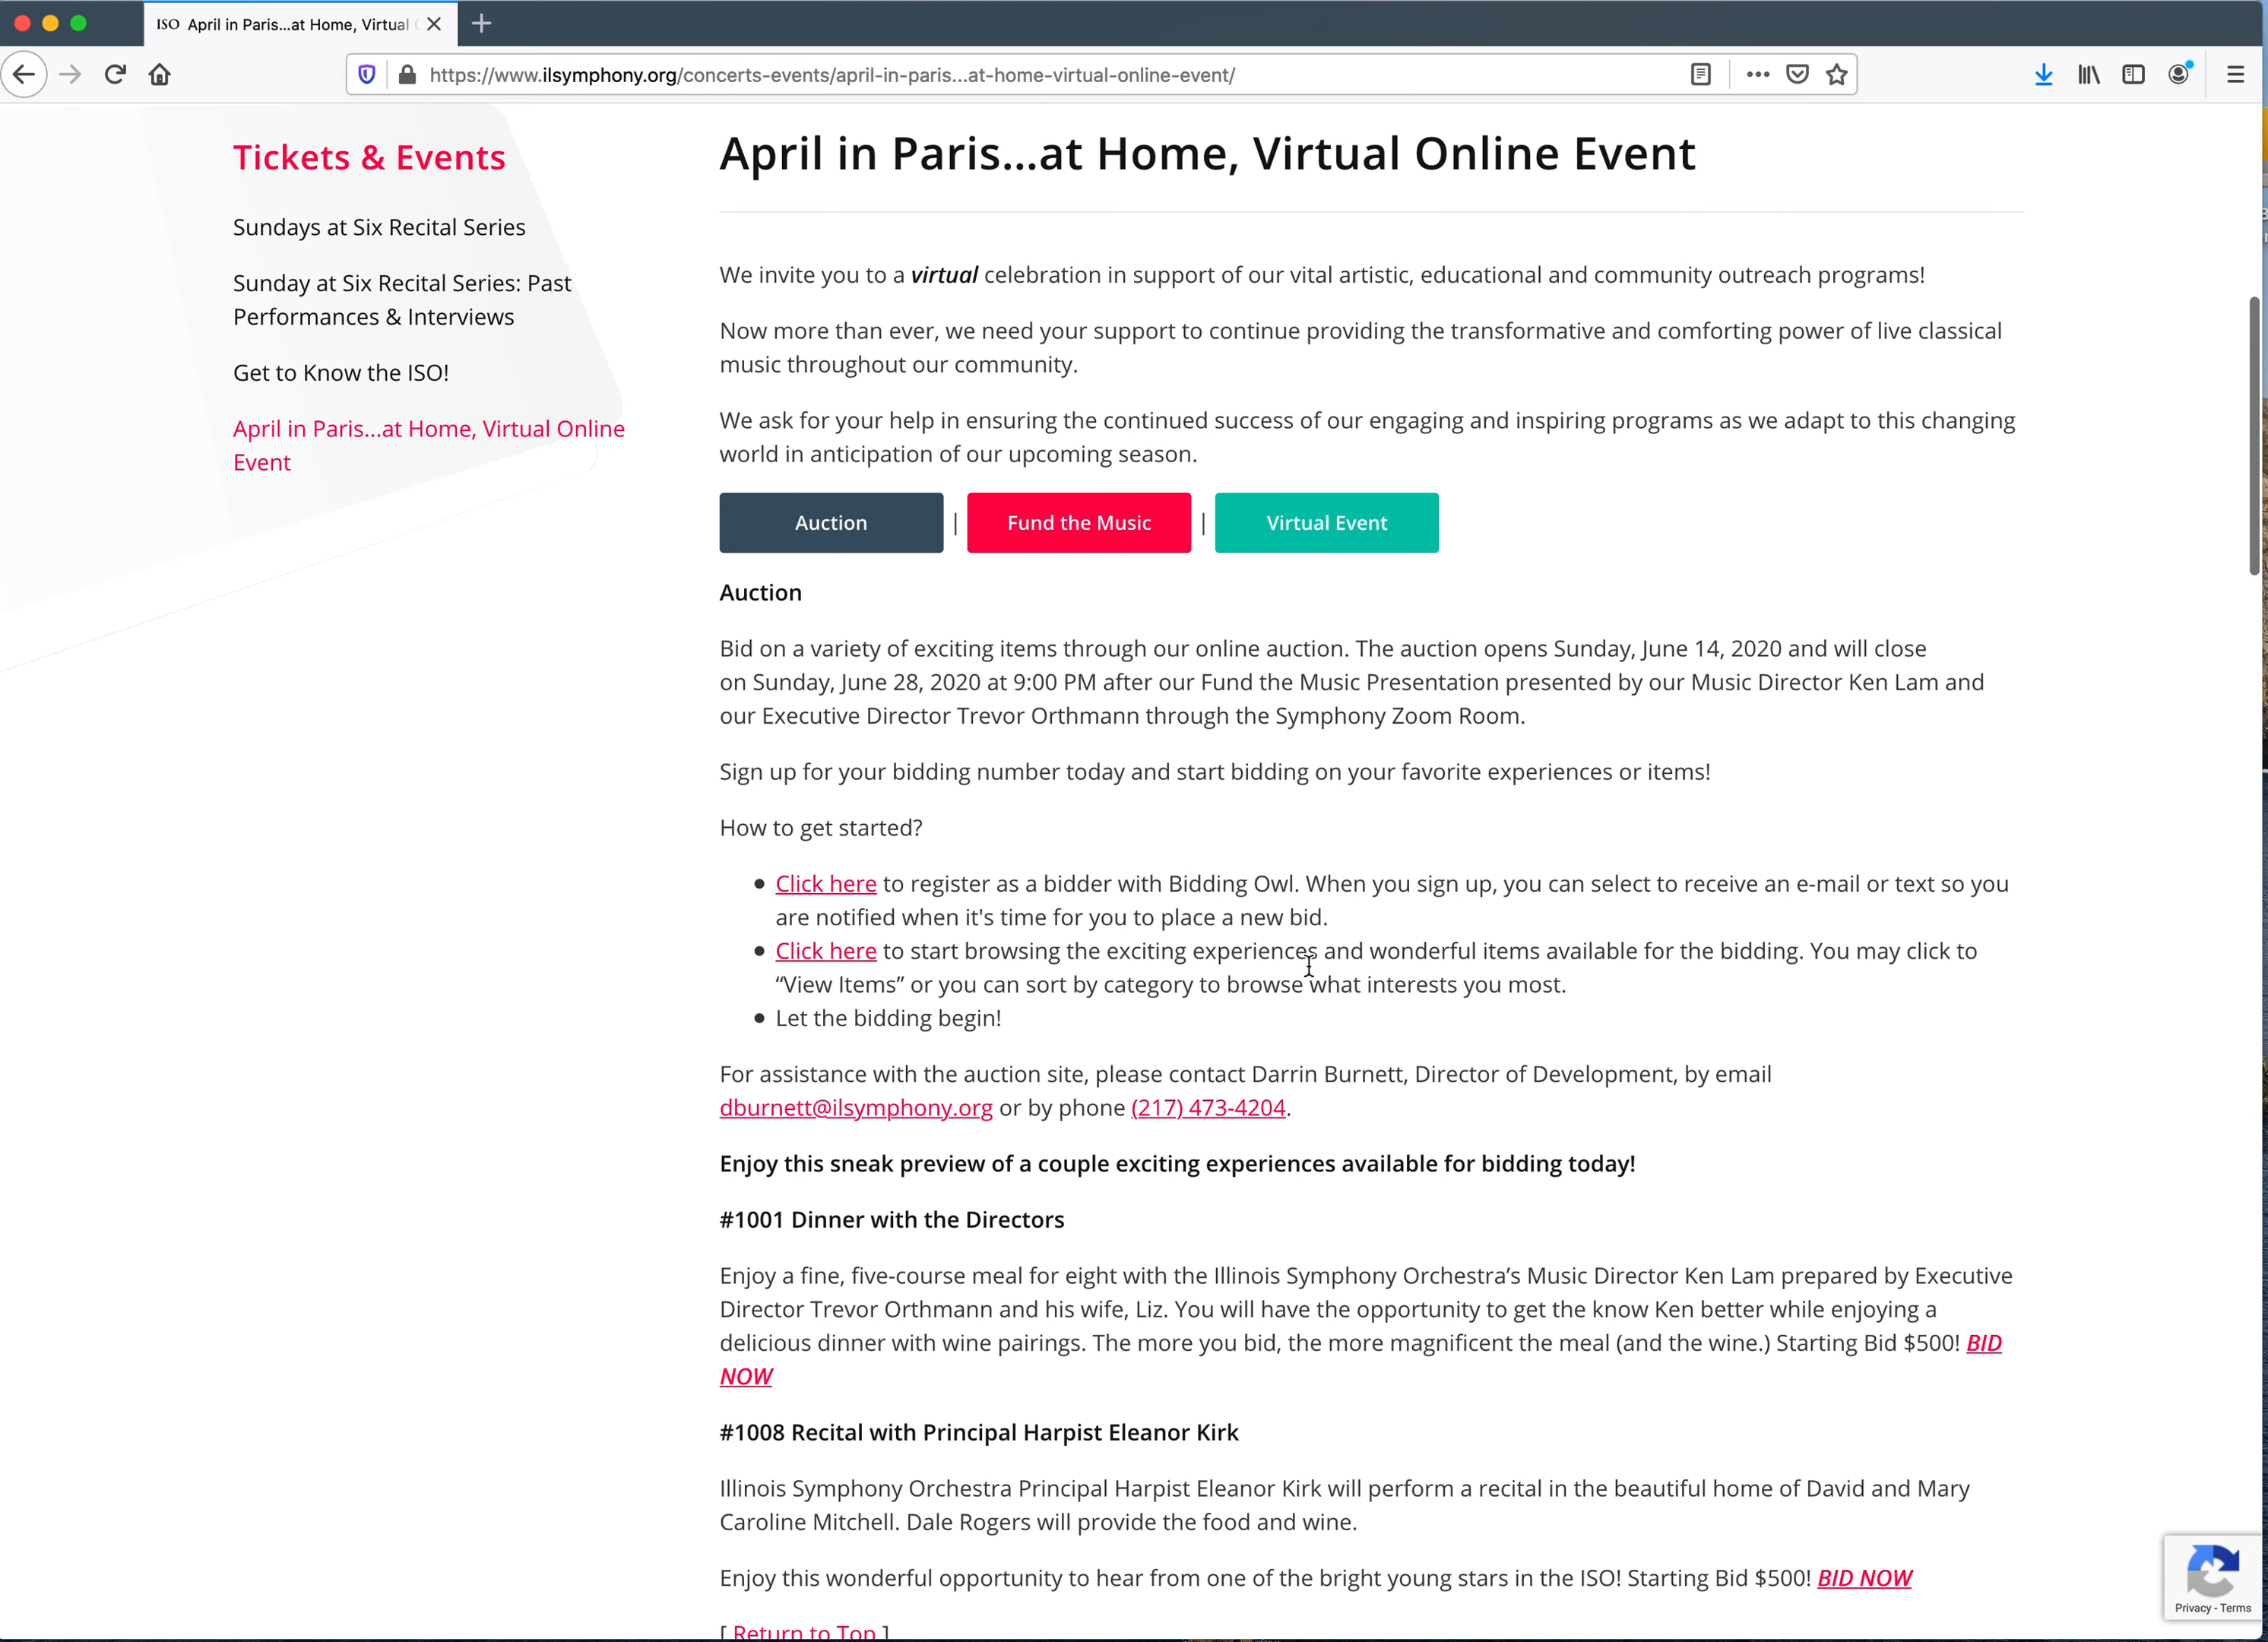 ISO April in Paris...at Home, Virtual
https://www.ilsymphony.org/concerts-events/april-in-paris...at-home-virtual-online-event/
Tickets & Events
Sundays at Six Recital Series
Sunday at Six Recital Series: Past
Performances & Interviews
Get to Know the ISO!
April in Paris...at Home, Virtual Online
Event
April in Paris...at Home, Virtual Online Event
We invite you to a virtual celebration in support of our vital artistic, educational and community outreach programs!
Now more than ever, we need your support to continue providing the transformative and comforting power of live classical
music throughout our community.
We ask for your help in ensuring the continued success of our engaging and inspiring programs as we adapt to this changing
world in anticipation of our upcoming season.
Auction | Fund the Music | Virtual Event
Auction
Bid on a variety of exciting items through our online auction. The auction opens Sunday, June 14, 2020 and will close
on Sunday, June 28, 2020 at 9:00 PM after our Fund the Music Presentation presented by our Music Director Ken Lam and
our Executive Director Trevor Orthmann through the Symphony Zoom Room.
Sign up for your bidding number today and start bidding on your favorite experiences or items!
How to get started?
• Click here to register as a bidder with Bidding Owl. When you sign up, you can select to receive an e-mail or text so you
are notified when it's time for you to place a new bid.
• Click here to start browsing the exciting experiences and wonderful items available for the bidding. You may click to
“View Items” or you can sort by category to browse what interests you most.
• Let the bidding begin!
For assistance with the auction site, please contact Darrin Burnett, Director of Development, by email
dburnett@ilsymphony.org or by phone (217) 473-4204.
Enjoy this sneak preview of a couple exciting experiences available for bidding today!
#1001 Dinner with the Directors
Enjoy a fine, five-course meal for eight with the Illinois Symphony Orchestra’s Music Director Ken Lam prepared by Executive
Director Trevor Orthmann and his wife, Liz. You will have the opportunity to get the know Ken better while enjoying a
delicious dinner with wine pairings. The more you bid, the more magnificent the meal (and the wine.) Starting Bid $500! BID
NOW
#1008 Recital with Principal Harpist Eleanor Kirk
Illinois Symphony Orchestra Principal Harpist Eleanor Kirk will perform a recital in the beautiful home of David and Mary
Caroline Mitchell. Dale Rogers will provide the food and wine.
Enjoy this wonderful opportunity to hear from one of the bright young stars in the ISO! Starting Bid $500! BID NOW
[ Return to Top ]
Privacy - Terms